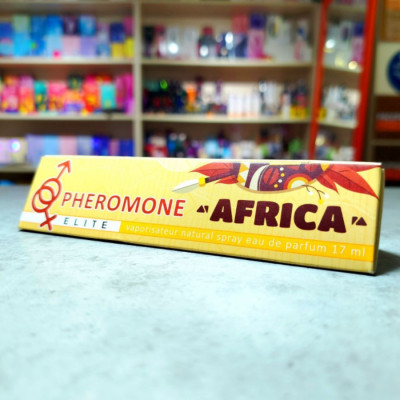 PHEROMONE
ELITE
"AFRICA"
vaporisateur natural spray eau de parfum 17 ml